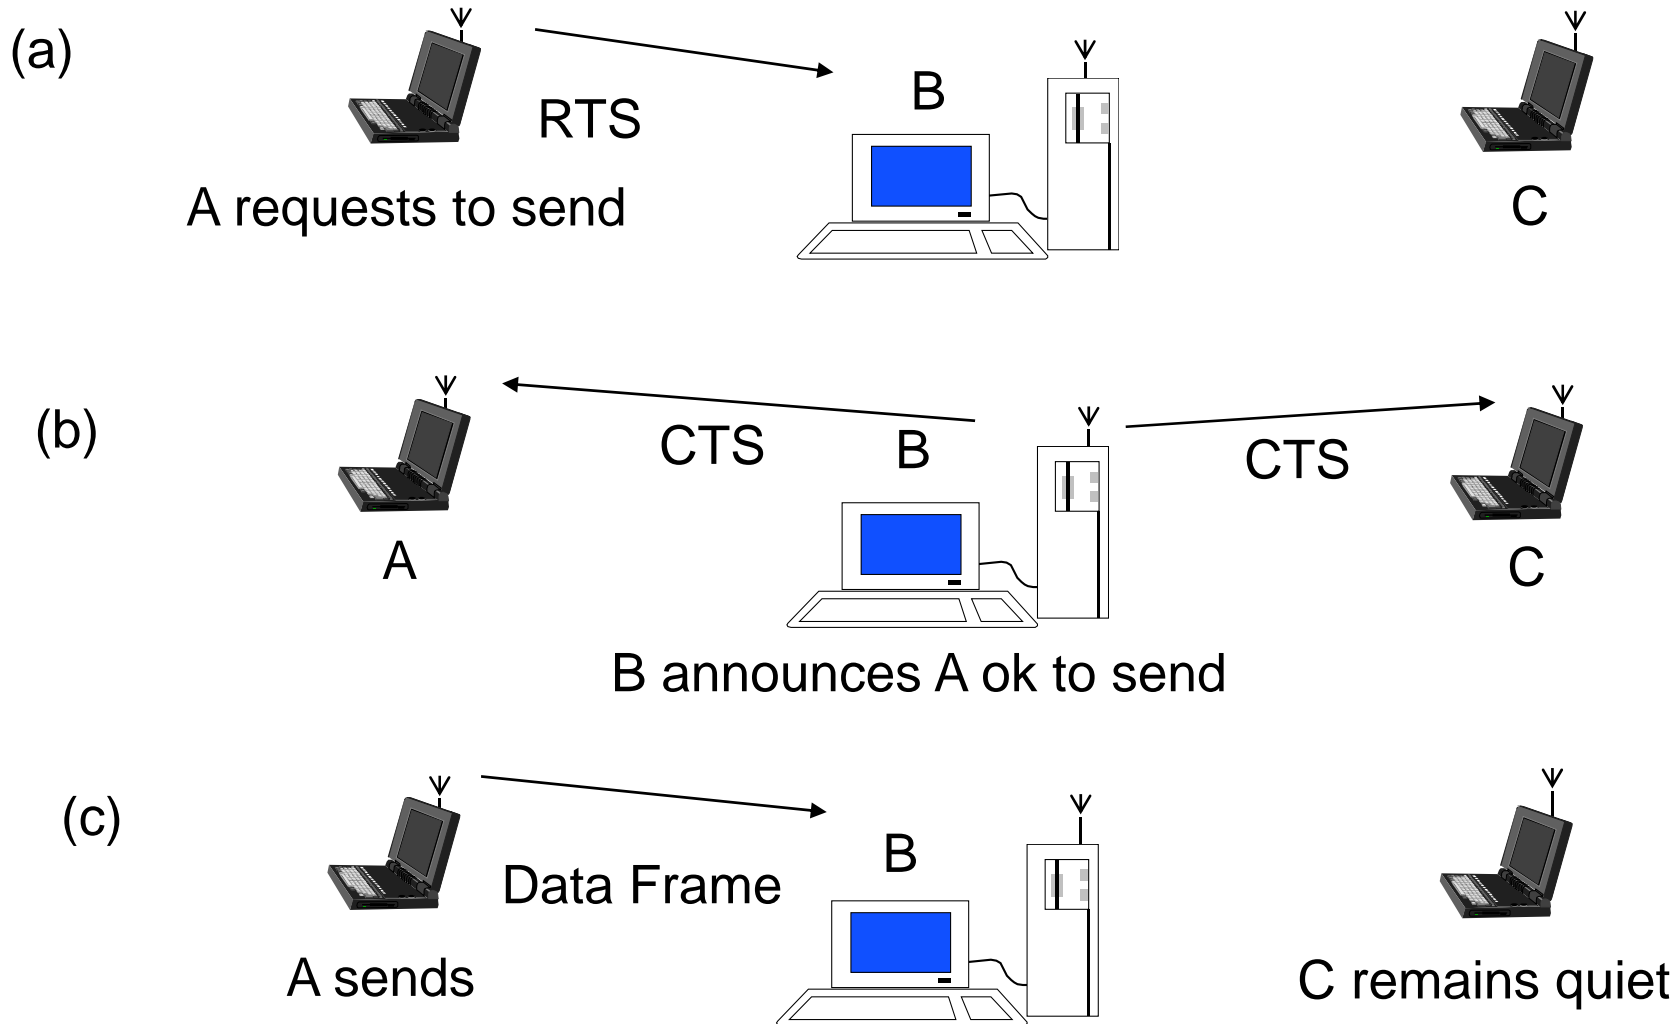 (a)
RTS
B
A requests to send
C
(b)
CTS
B
CTS
A
C
B announces A ok to send
(c)
B
Data Frame
A sends
C remains quiet